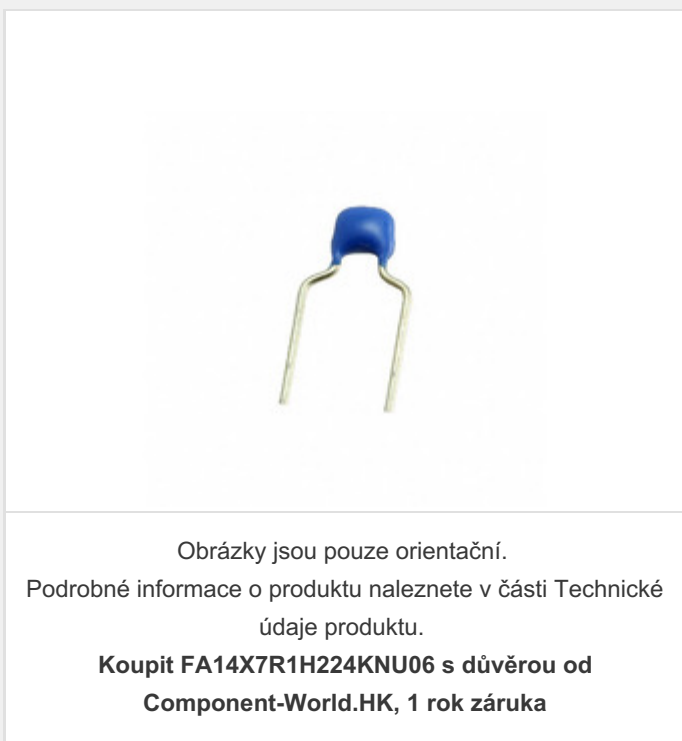 Obrázky jsou pouze orientační.
Podrobné informace o produktu naleznete v části Technické
údaje produktu.
Koupit FA14X7R1H224KNU06 s důvěrou od
Component-World.HK, 1 rok záruka